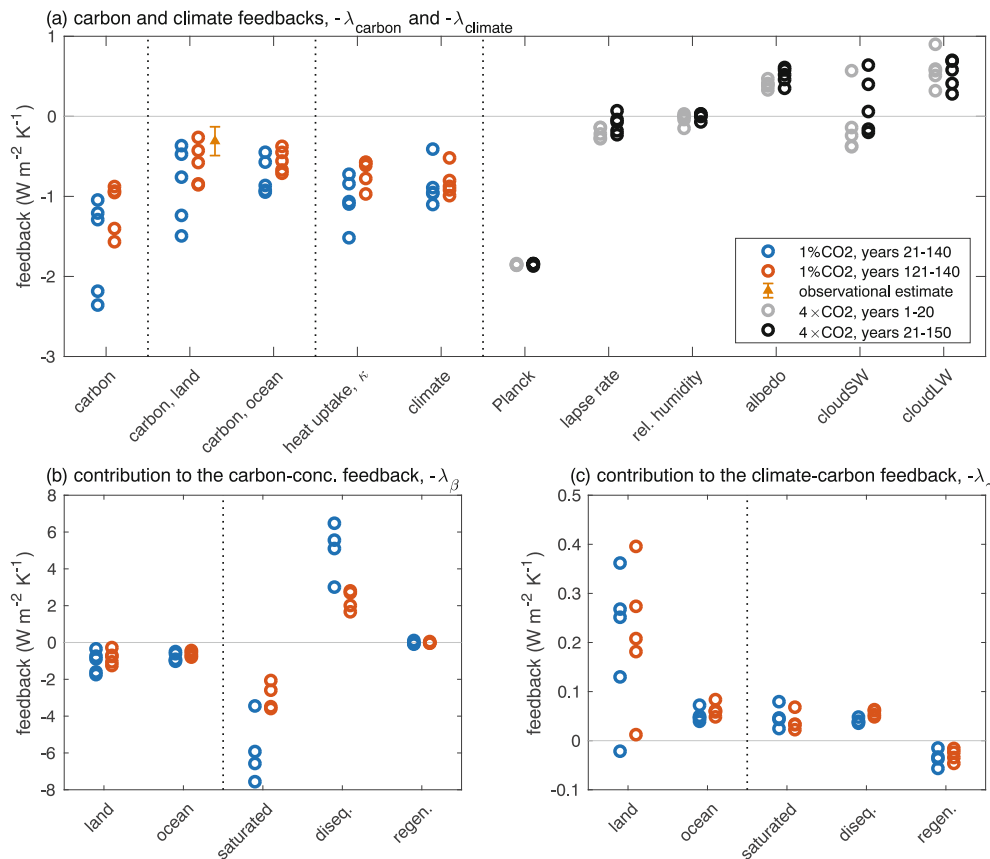 (a) carbon and climate feedbacks, -λcarbon and -λclimate
feedback (W m-2 K-1)
1
0
-1
-2
-3
1%CO2, years 21-140
1%CO2, years 121-140
observational estimate
4×CO2, years 1-20
4×CO2, years 21-150
carbon
carbon, land
carbon, ocean
heat uptake, κ
climate
Planck
lapse rate
rel. humidity
albedo
cloudSW
cloudLW
(b) contribution to the carbon-conc. feedback, -λβ
feedback (W m-2 K-1)
8
6
4
2
0
-2
-4
-6
-8
land
ocean
saturated
diseq.
regen.
(c) contribution to the climate-carbon feedback, -λ
feedback (W m-2 K-1)
0.5
0.4
0.3
0.2
0.1
0
-0.1
land
ocean
saturated
diseq.
regen.